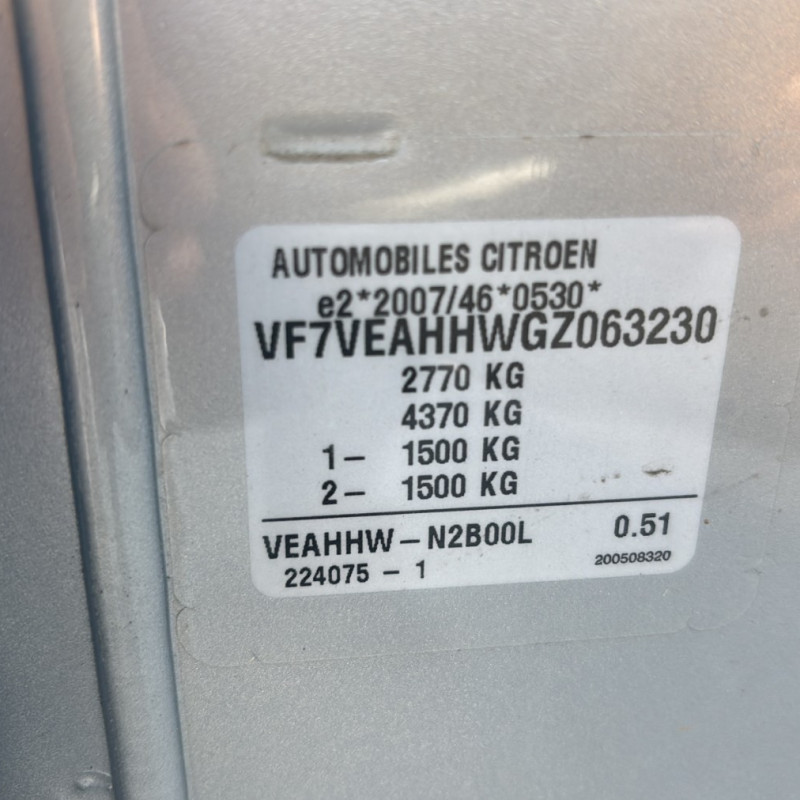 AUTOMOBILES CITROEN
e2*2007/46*0530*
VF7VEAHHWGZ063230
2770 KG
4370 KG
1- 1500 KG
2- 1500 KG
VEAHHW-N2B00L 0.51
224075-1 200508320